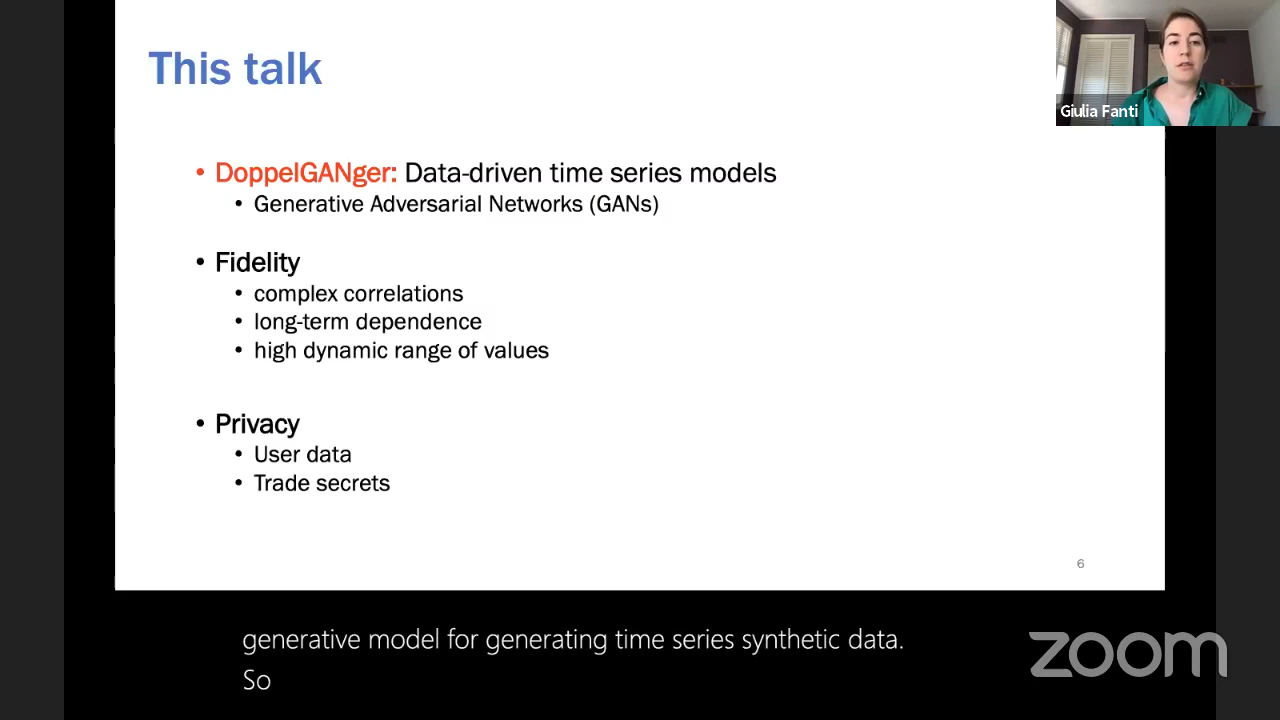 This talk
Giulia Fanti
• DoppelGANger: Data-driven time series models
• Generative Adversarial Networks (GANs)
• Fidelity
• complex correlations
• long-term dependence
• high dynamic range of values
• Privacy
• User data
• Trade secrets
6
generative model for generating time series synthetic data.
So
zoom